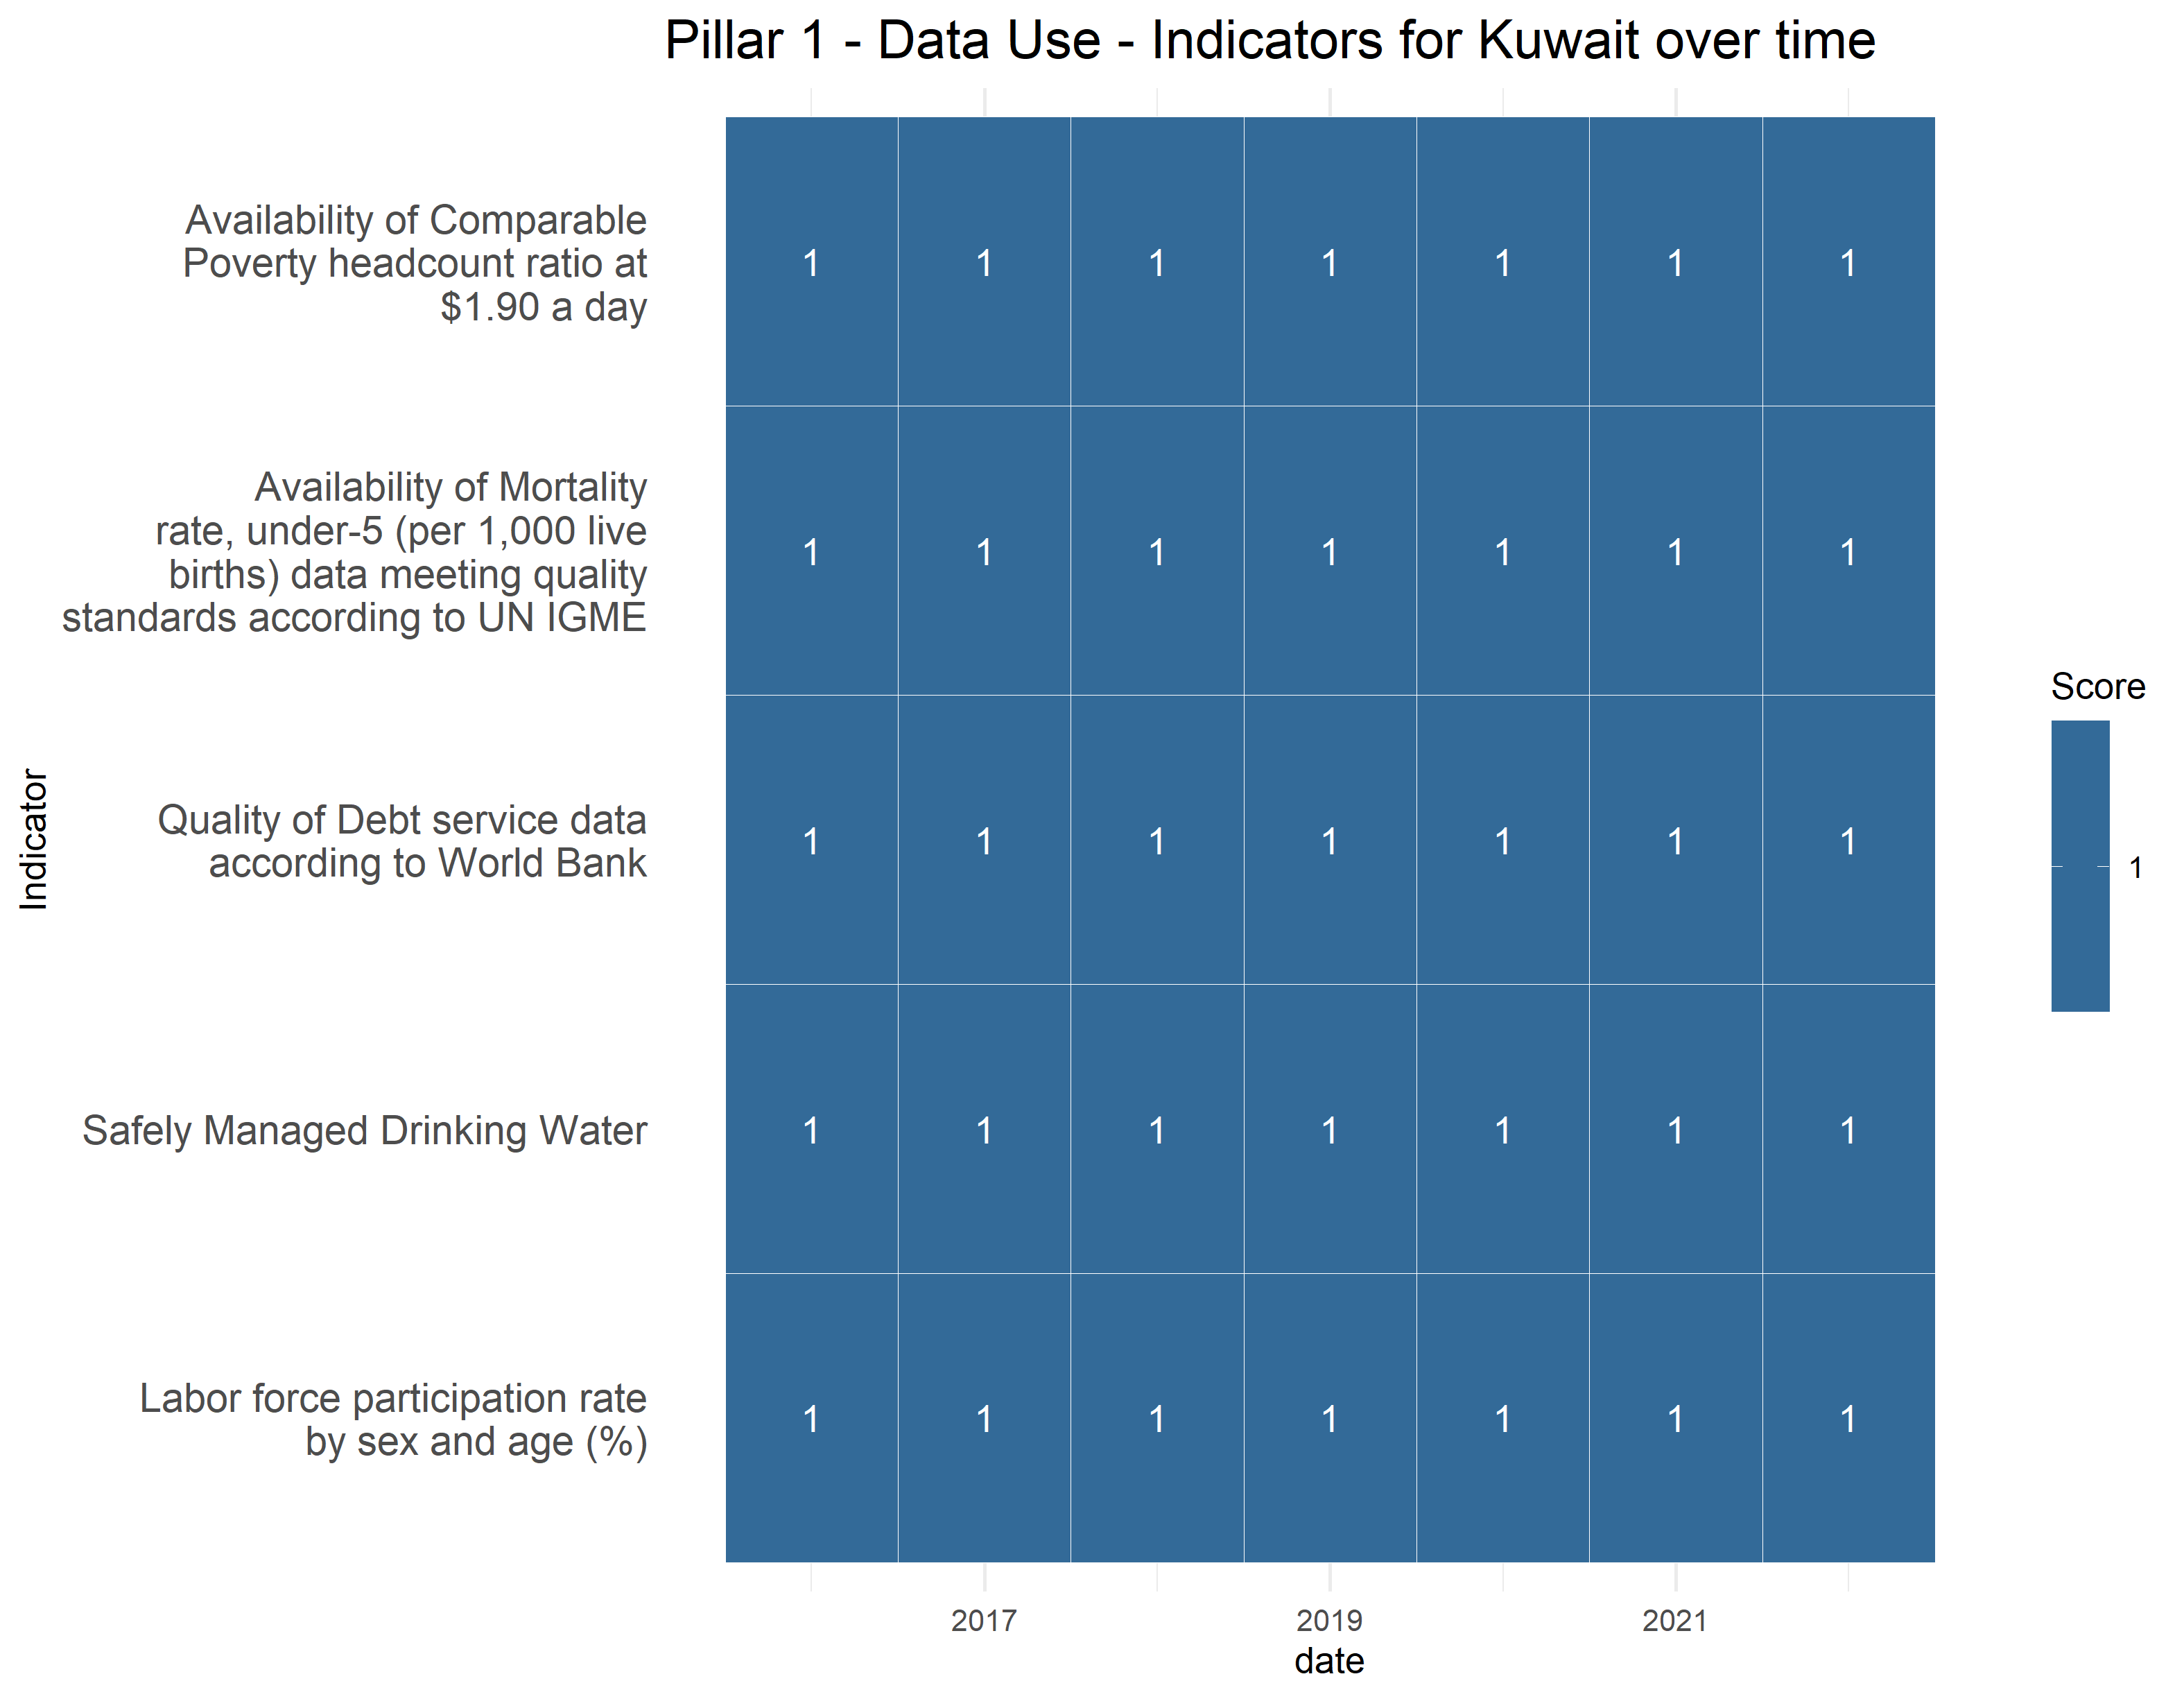 Pillar 1 - Data Use - Indicators for Kuwait over time
Indicator
Availability of Comparable
Poverty headcount ratio at
$1.90 a day
1 1 1 1 1 1 1
Availability of Mortality
rate, under-5 (per 1,000 live
births) data meeting quality
standards according to UN IGME
1 1 1 1 1 1 1
Quality of Debt service data
according to World Bank
1 1 1 1 1 1 1
Safely Managed Drinking Water
1 1 1 1 1 1 1
Labor force participation rate
by sex and age (%)
1 1 1 1 1 1 1
2017 2019 2021
date
Score
1